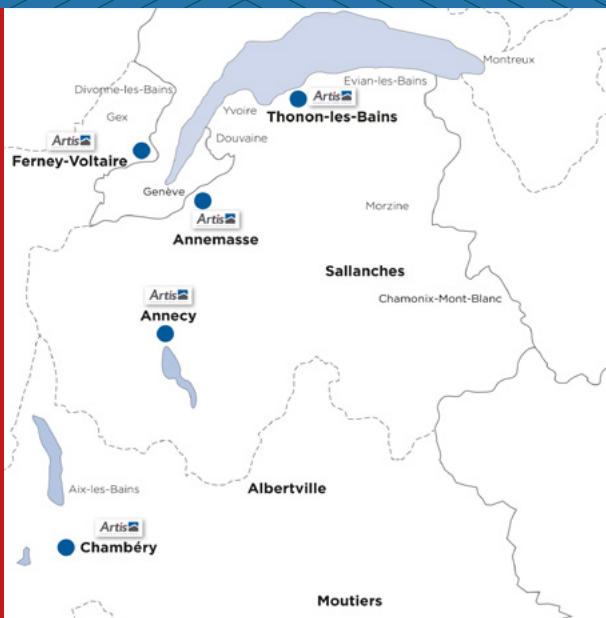 Montreux
Evian-les-Bains
Divonne-les-Bains
Artis
Yvoire
Thonon-les-Bains
Gex
Douvaine
Artis
Ferney-Voltaire
Genève
Morzine
Artis
Annemasse
Sallanches
Artis
Chamonix-Mont-Blanc
Annecy
Aix-les-Bains
Albertville
Artis
Chambéry
Moutiers